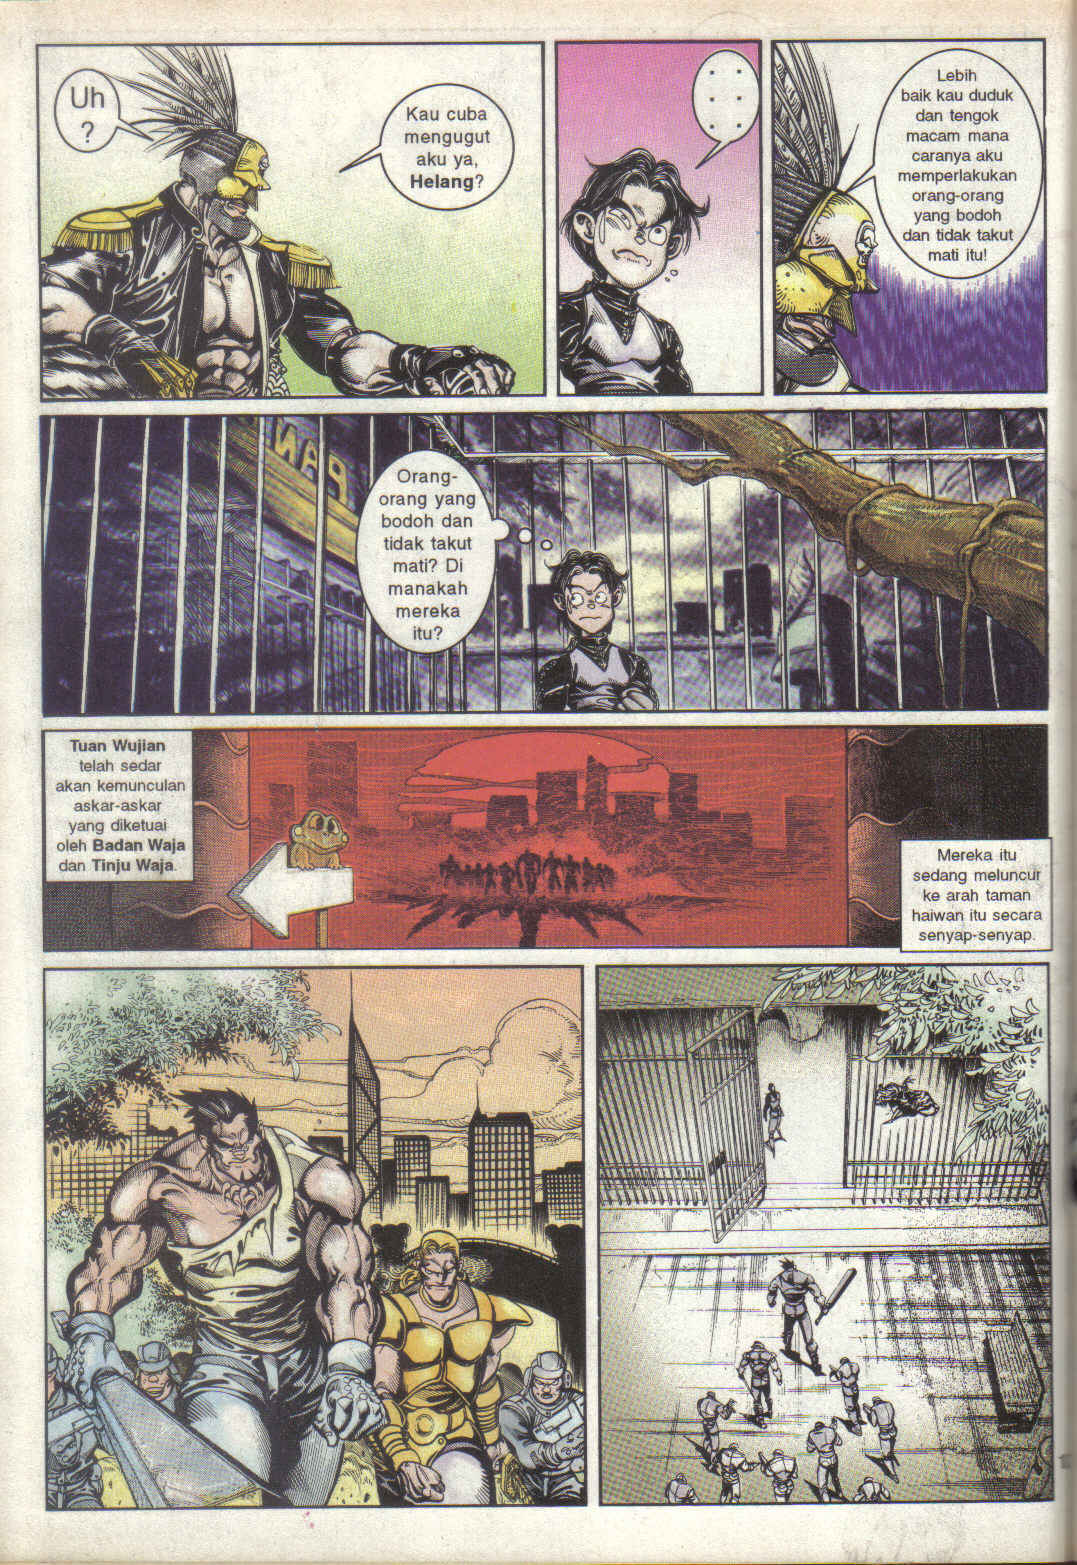 Uh
?
Kau cuba
mengugut
aku ya,
Helang?
. .
. .
. .
Lebih
baik kau duduk
dan tengok
macam mana
caranya aku
memperlakukan
orang-orang
yang bodoh
dan tidak takut
mati itu!
Orang-
orang yang
bodoh dan
tidak takut
mati? Di
manakah
mereka
itu?
Tuan Wujian
telah sedar
akan kemunculan
askar-askar
yang diketuai
oleh Badan Waja
dan Tinju Waja.
Mereka itu
sedang meluncur
ke arah taman
haiwan itu secara
senyap-senyap.